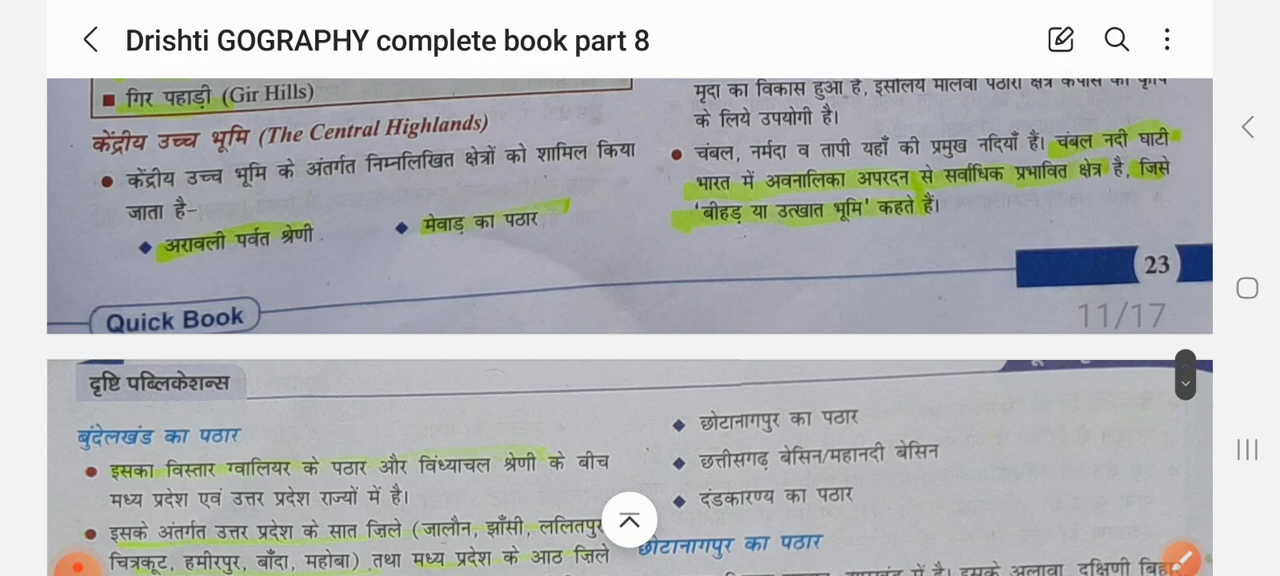 Drishti GOGRAPHY complete book part 8
गिर पहाड़ी (Gir Hills)
केंद्रीय उच्च भूमि (The Central Highlands)
केंद्रीय उच्च भूमि के अंतर्गत निम्नलिखित क्षेत्रों को शामिल किया
जाता है-
अरावली पर्वत श्रेणी
मेवाड़ का पठार
मृदा का विकास हुआ है, इसलिये मालवा पठारी क्षेत्र कपास की कृषि
के लिये उपयोगी है।
चंबल, नर्मदा व तापी यहाँ की प्रमुख नदियाँ हैं। चंबल नदी घाटी
भारत में अवनालिका अपरदन से सर्वाधिक प्रभावित क्षेत्र है, जिसे
'बीहड़ या उत्खात भूमि' कहते हैं।
23
Quick Book
11/17
दृष्टि पब्लिकेशन्स
बुंदेलखंड का पठार
इसका विस्तार ग्वालियर के पठार और विंध्याचल श्रेणी के बीच
मध्य प्रदेश एवं उत्तर प्रदेश राज्यों में है।
इसके अंतर्गत उत्तर प्रदेश के सात ज़िले (जालौन, झाँसी, ललितपुर
चित्रकूट, हमीरपुर, बाँदा, महोबा) तथा मध्य प्रदेश के आठ ज़िले
छोटानागपुर का पठार
छत्तीसगढ़ बेसिन/महानदी बेसिन
दंडकारण्य का पठार
छोटानागपुर का पठार
में है। इसके अलावा, दक्षिणी